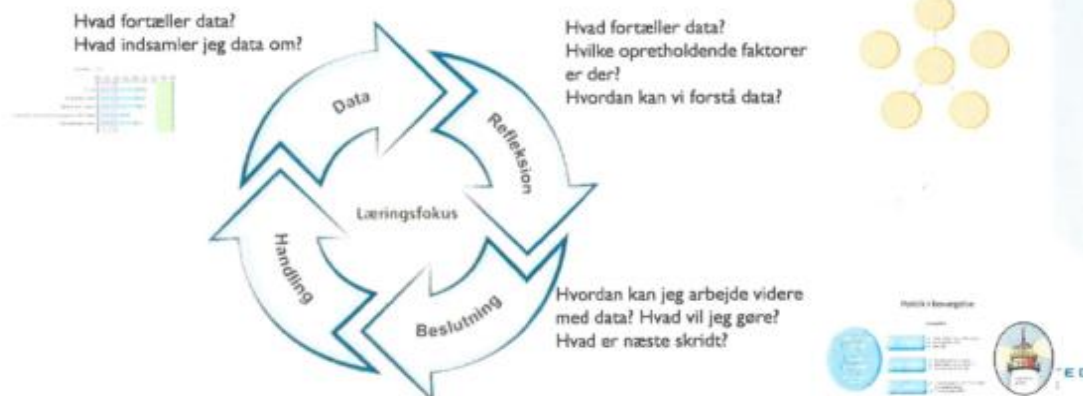 Hvad fortæller data?
Hvad indsamler jeg data om?
Hvad fortæller data?
Hvilke opretholdende faktorer
er der?
Hvordan kan vi forstå data?
Data
Refleksion
Læringsfokus
Handling
Beslutning
Hvordan kan jeg arbejde videre
med data? Hvad vil jeg gøre?
Hvad er næste skridt?